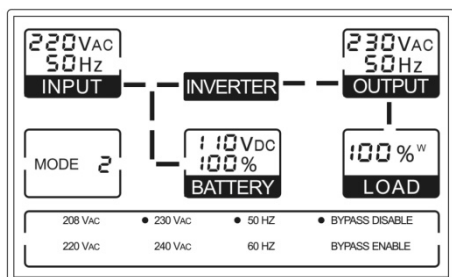 220VAC
50Hz
INPUT
INVERTER
230VAC
50Hz
OUTPUT
MODE 2
110VDC
100%
BATTERY
100%W
LOAD
208 VAC ● 230 VAC ● 50 HZ ● BYPASS DISABLE
220 VAC 240 VAC 60 HZ BYPASS ENABLE